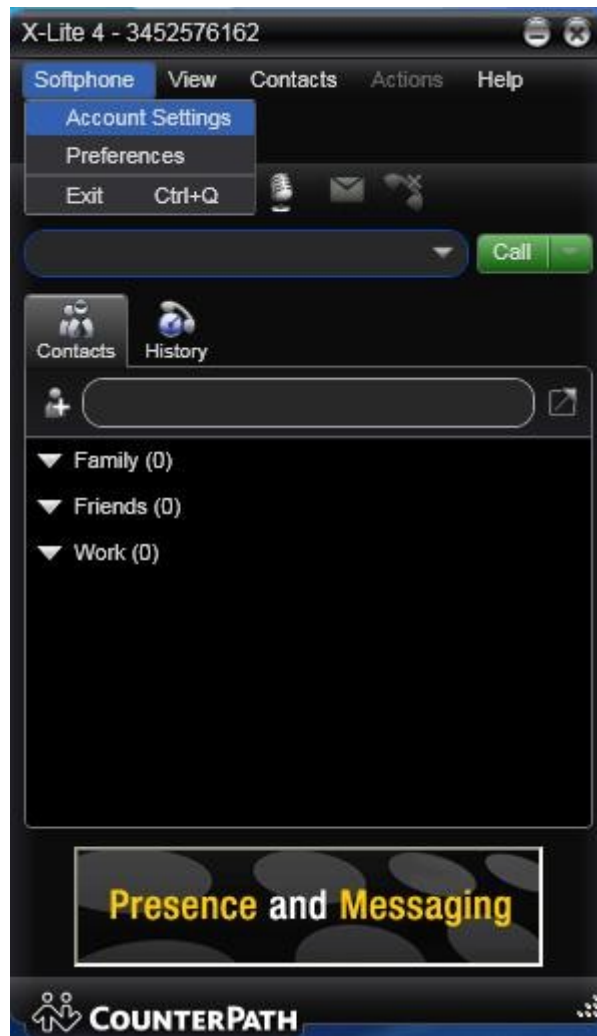 X-Lite 4 - 3452576162
Softphone View Contacts Actions Help
Account Settings
Preferences
Exit Ctrl+Q
Call
Contacts History
Family (0)
Friends (0)
Work (0)
Presence and Messaging
COUNTERPATH